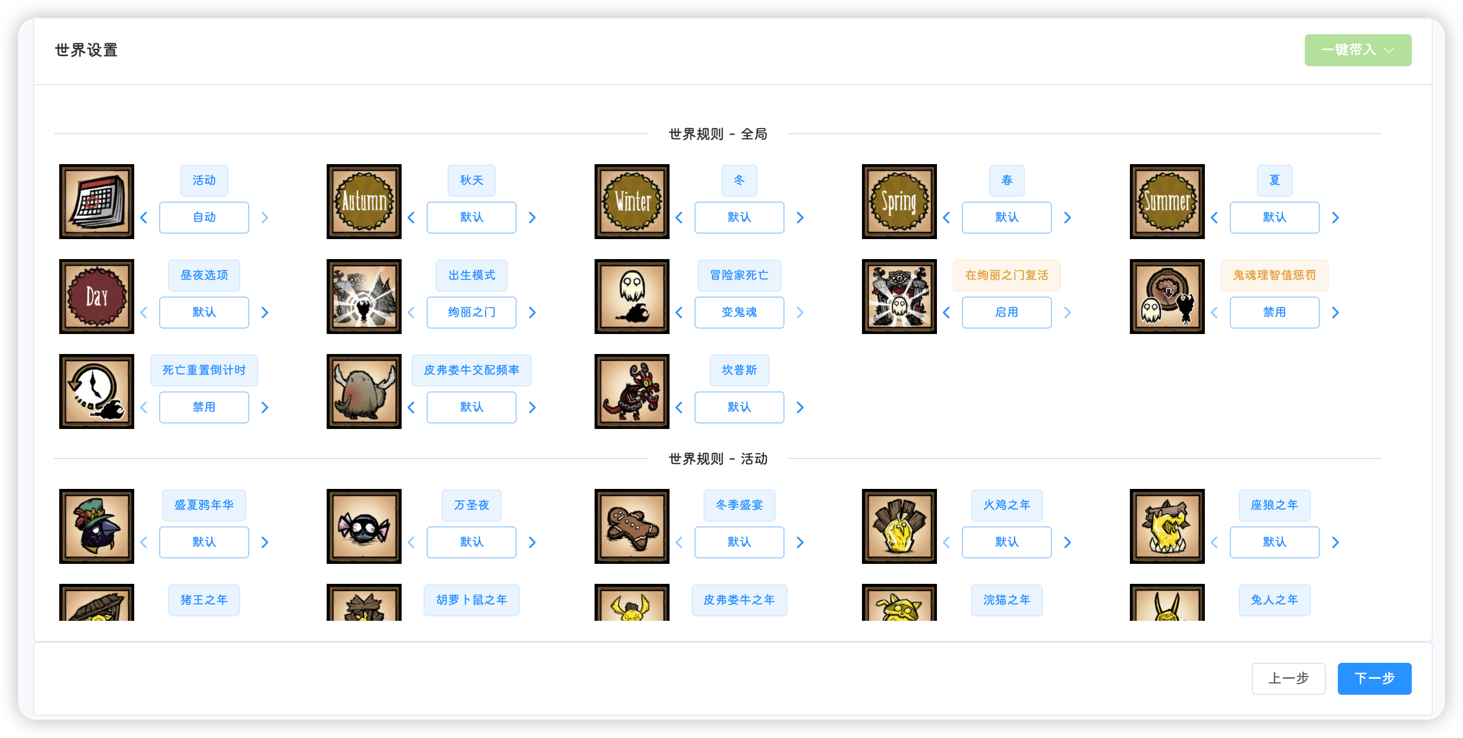 世界设置
一键带入
世界规则 - 全局
活动
自动
Autumn
秋天
默认
Winter
冬
默认
Spring
春
默认
Summer
夏
默认
Day
昼夜选项
默认
出生模式
绚丽之门
冒险家死亡
变鬼魂
在绚丽之门复活
启用
鬼魂理智值惩罚
禁用
死亡重置倒计时
禁用
皮弗娄牛交配频率
默认
坎普斯
默认
世界规则 - 活动
盛夏鸦年华
默认
万圣夜
默认
冬季盛宴
默认
火鸡之年
默认
座狼之年
默认
猪王之年
胡萝卜鼠之年
皮弗娄牛之年
浣猫之年
兔人之年
上一步
下一步